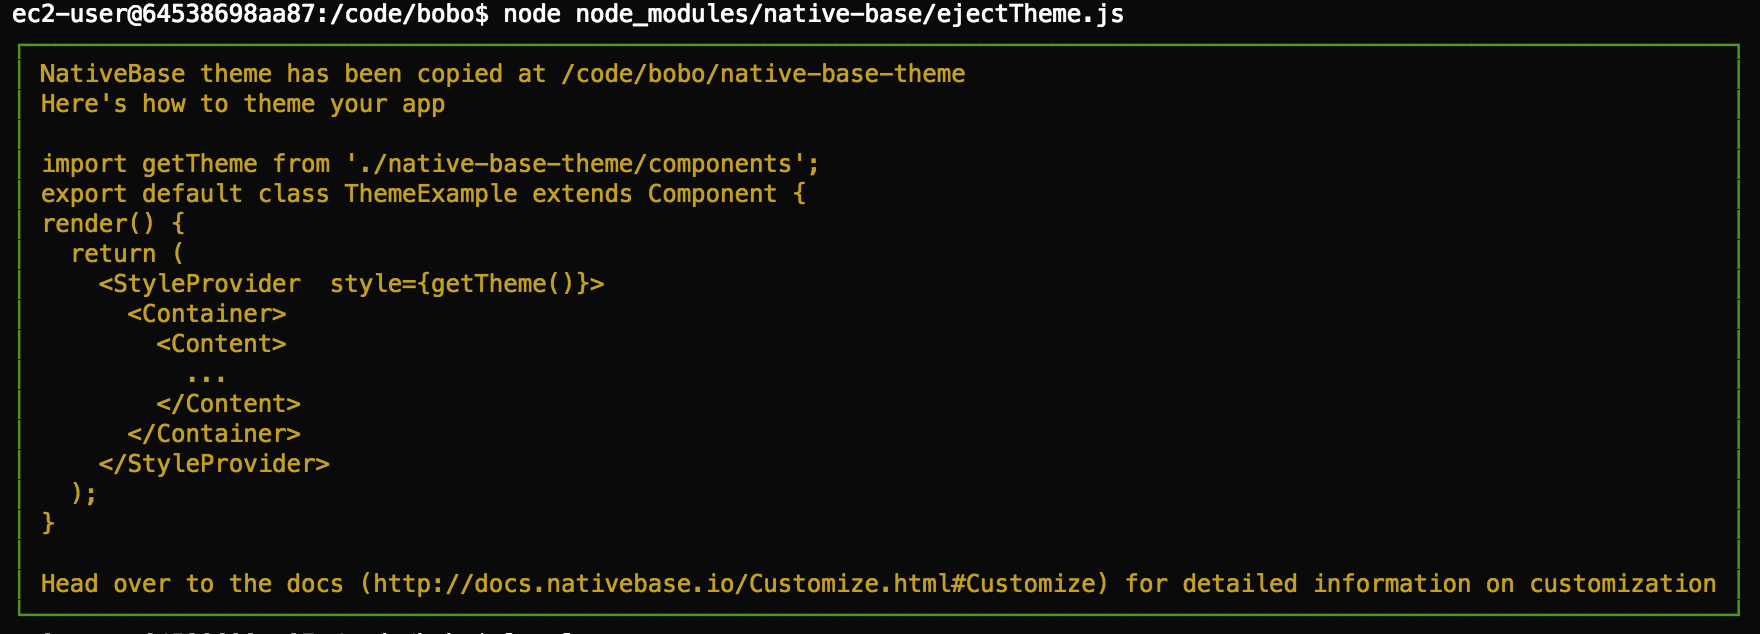 ec2-user@64538698aa87:/code/bobo$ node node_modules/native-base/ejectTheme.js
NativeBase theme has been copied at /code/bobo/native-base-theme
Here's how to theme your app
import getTheme from './native-base-theme/components';
export default class ThemeExample extends Component {
render() {
return (
<StyleProvider  style={getTheme()}>
<Container>
<Content>
...
</Content>
</Container>
</StyleProvider>
);
}
Head over to the docs (http://docs.nativebase.io/Customize.html#Customize) for detailed information on customization